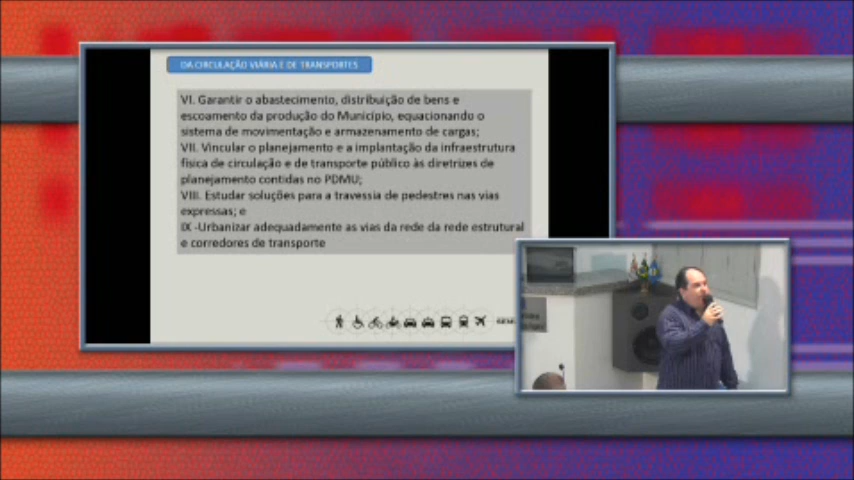 DA CIRCULAÇÃO VIÁRIA E DE TRANSPORTES
VI. Garantir o abastecimento, distribuição de bens e
escoamento da produção do Município, equacionando o
sistema de movimentação e armazenamento de cargas;
VII. Vincular o planejamento e a implantação da infraestrutura
física de circulação e de transporte público às diretrizes de
planejamento contidas no PDMU;
VIII. Estudar soluções para a travessia de pedestres nas vias
expressas; e
IX -Urbanizar adequadamente as vias da rede da rede estrutural
e corredores de transporte